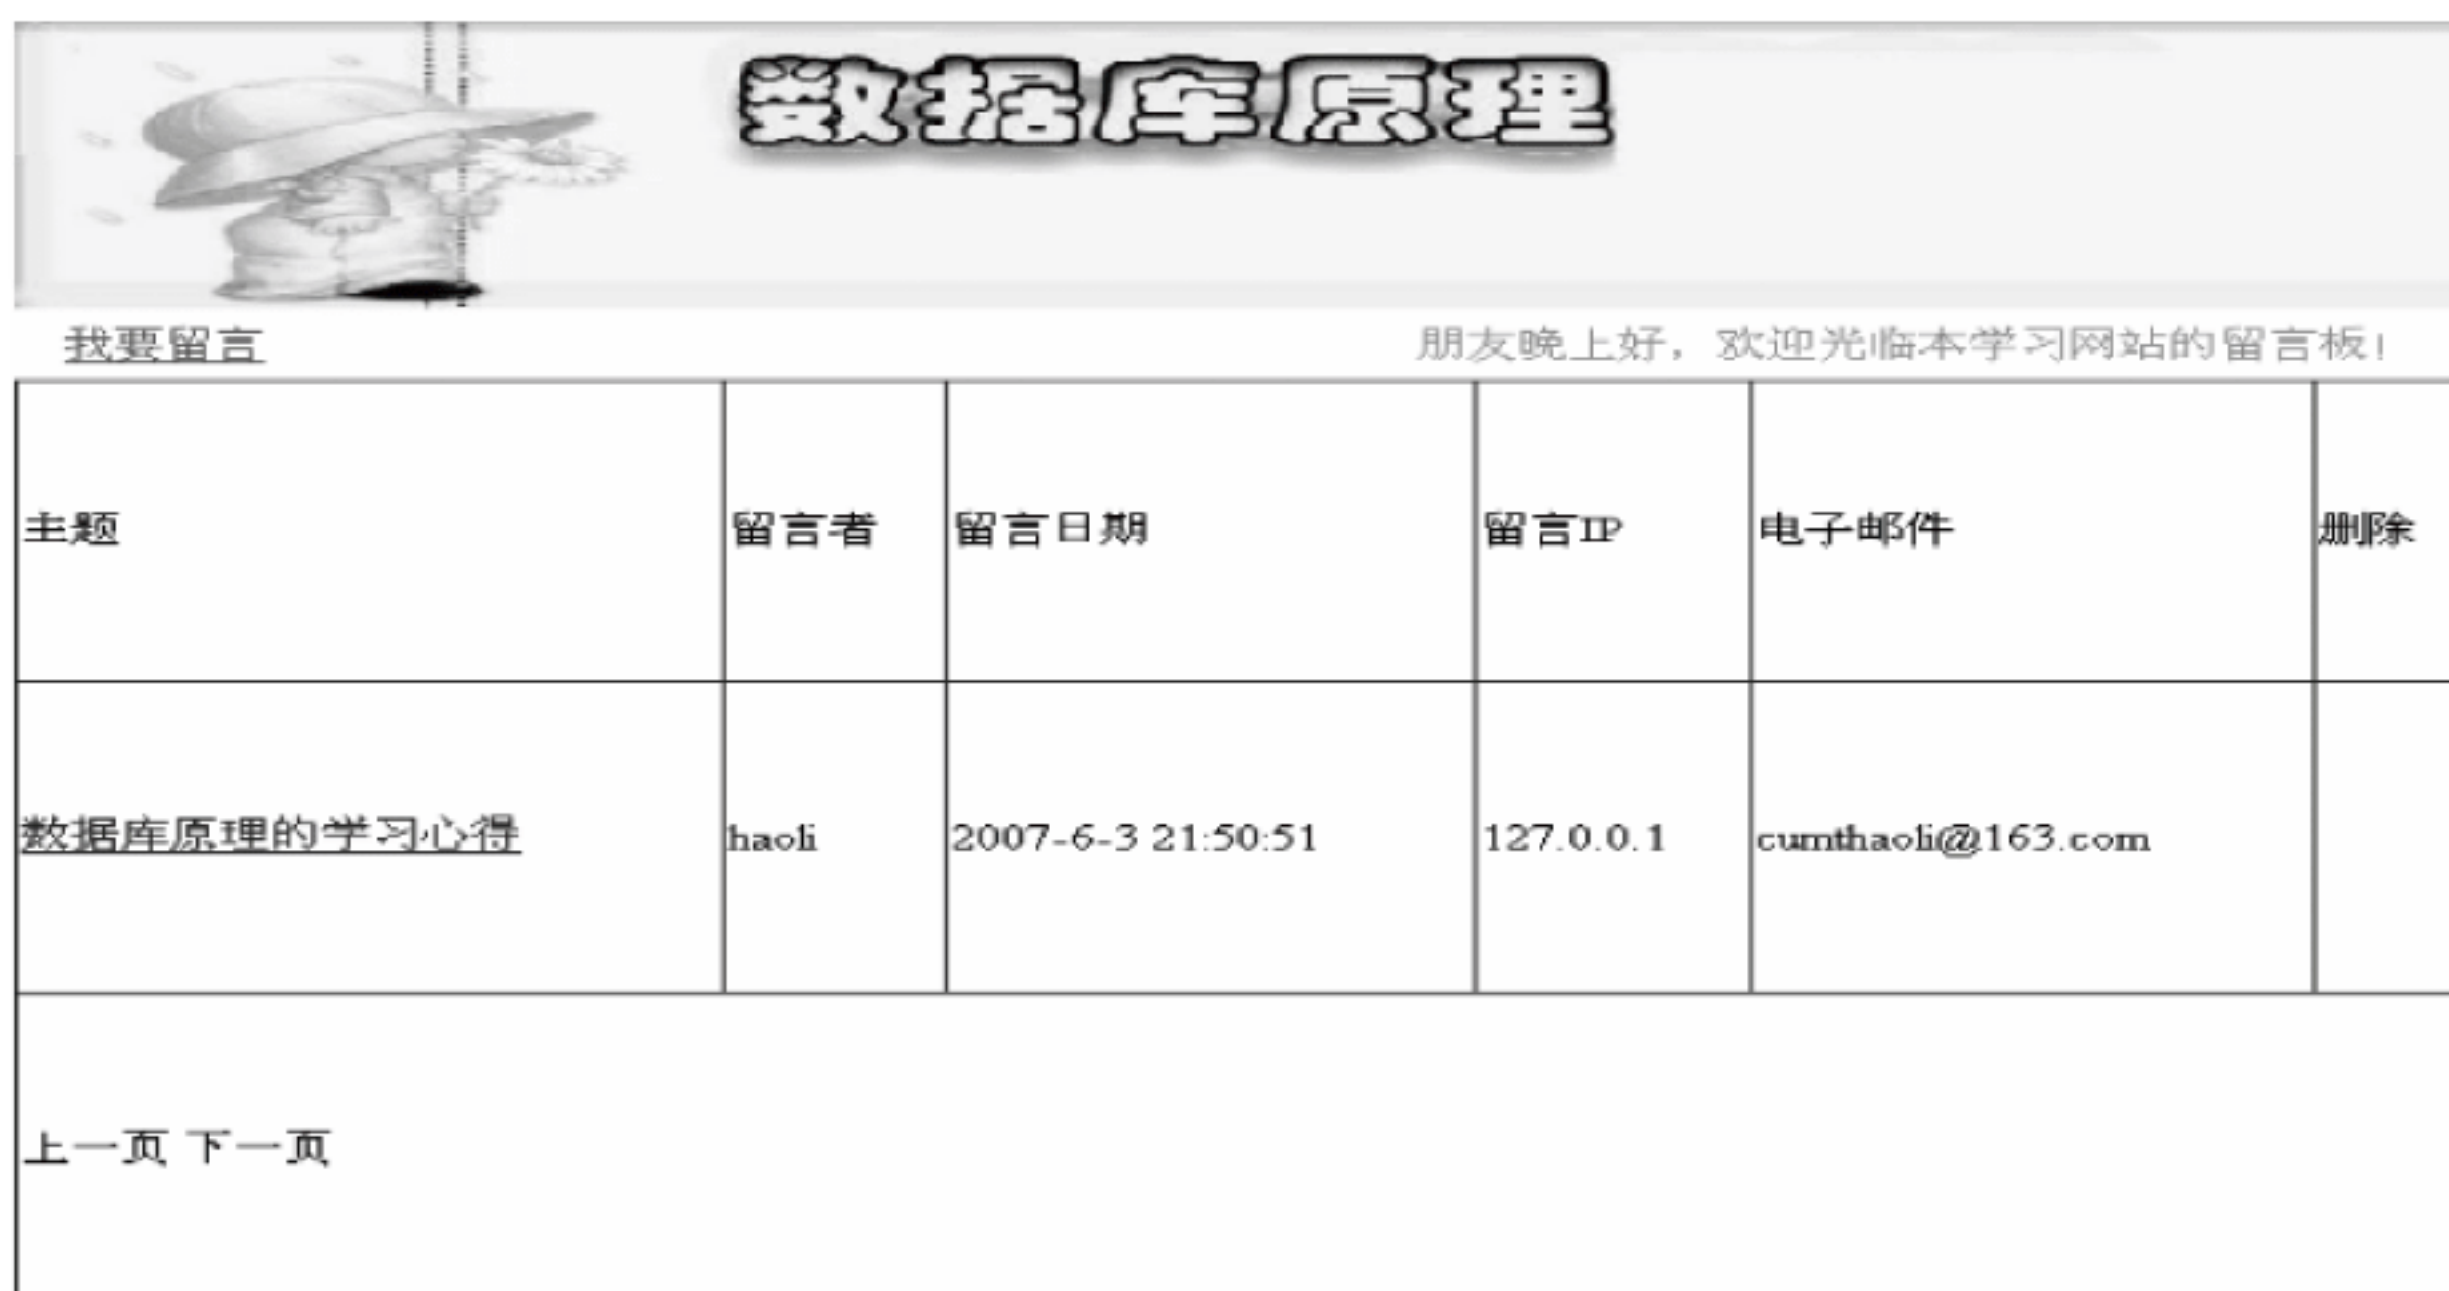 数据库原理
我要留言 朋友晚上好，欢迎光临本学习网站的留言板！
主题 留言者 留言日期 留言IP 电子邮件 删除
数据库原理的学习心得 haoli 2007-6-3 21:50:51 127.0.0.1 cumthaoli@163.com
上一页 下一页